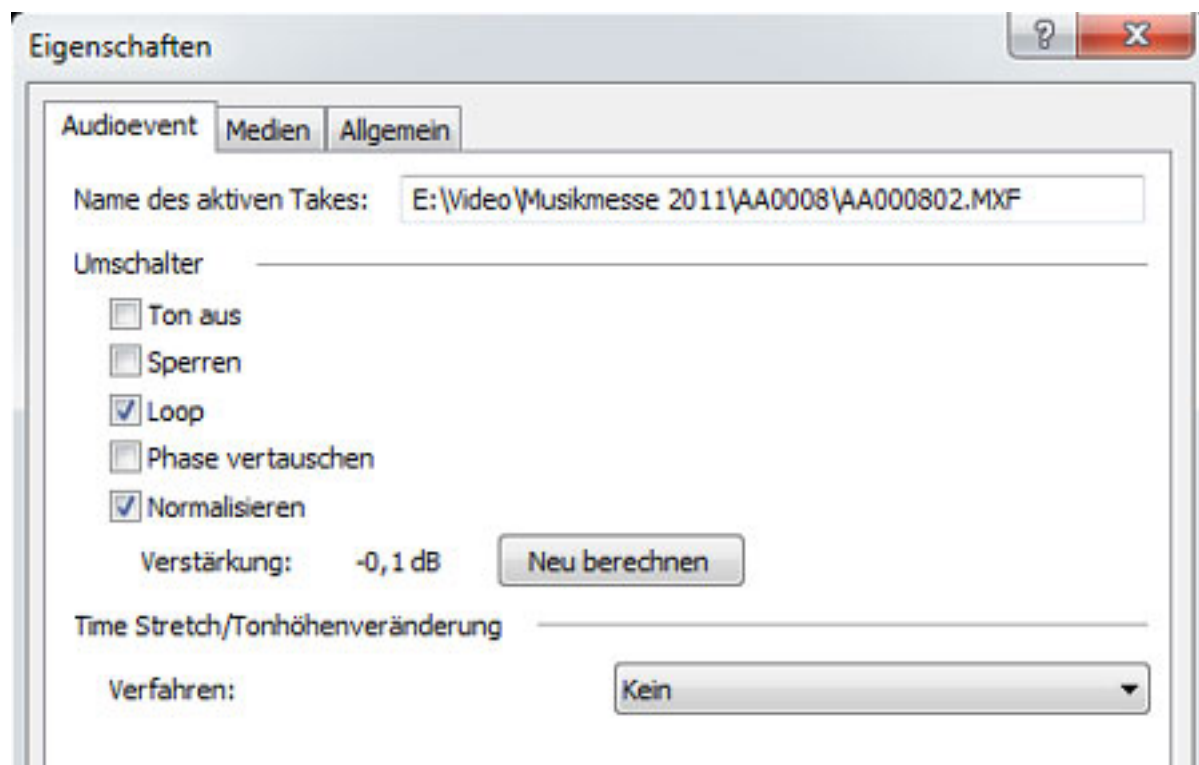 Eigenschaften
Audioevent Medien Allgemein
Name des aktiven Takes: E:\Video\Musikmesse 2011\AA0008\AA000802.MXF
Umschalter
Ton aus
Sperren
Loop
Phase vertauschen
Normalisieren
Verstärkung: -0,1 dB Neu berechnen
Time Stretch/Tonhöhenveränderung
Verfahren: Kein